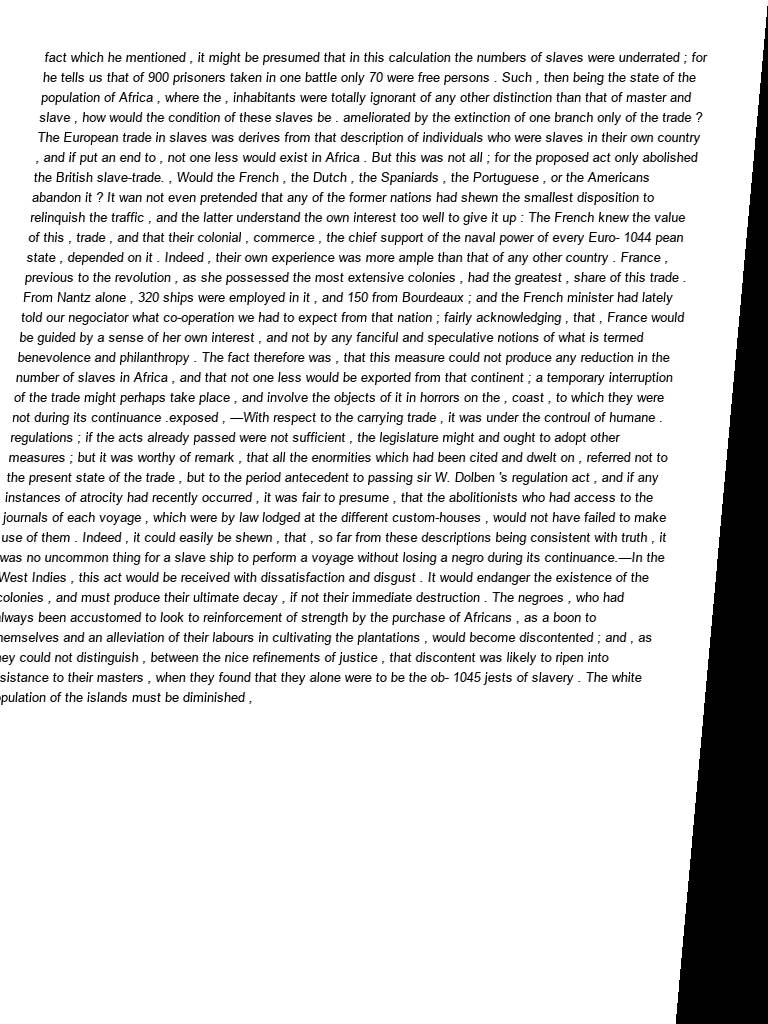 fact which he mentioned , it might be presumed that in this calculation the numbers of slaves were underrated ; for
he tells us that of 900 prisoners taken in one battle only 70 were free persons . Such , then being the state of the
population of Africa , where the , inhabitants were totally ignorant of any other distinction than that of master and
slave , how would the condition of these slaves be . ameliorated by the extinction of one branch only of the trade ?
The European trade in slaves was derives from that description of individuals who were slaves in their own country
, and if put an end to , not one less would exist in Africa . But this was not all ; for the proposed act only abolished
the British slave-trade. , Would the French , the Dutch , the Spaniards , the Portuguese , or the Americans
abandon it ? It wan not even pretended that any of the former nations had shewn the smallest disposition to
relinquish the traffic , and the latter understand the own interest too well to give it up : The French knew the value
of this , trade , and that their colonial , commerce , the chief support of the naval power of every Euro- 1044 pean
state , depended on it . Indeed , their own experience was more ample than that of any other country . France ,
previous to the revolution , as she possessed the most extensive colonies , had the greatest , share of this trade .
From Nantz alone , 320 ships were employed in it , and 150 from Bourdeaux ; and the French minister had lately
told our negociator what co-operation we had to expect from that nation ; fairly acknowledging , that , France would
be guided by a sense of her own interest , and not by any fanciful and speculative notions of what is termed
benevolence and philanthropy . The fact therefore was , that this measure could not produce any reduction in the
number of slaves in Africa , and that not one less would be exported from that continent ; a temporary interruption
of the trade might perhaps take place , and involve the objects of it in horrors on the , coast , to which they were
not during its continuance .exposed , —With respect to the carrying trade , it was under the controul of humane .
regulations ; if the acts already passed were not sufficient , the legislature might and ought to adopt other
measures ; but it was worthy of remark , that all the enormities which had been cited and dwelt on , referred not to
the present state of the trade , but to the period antecedent to passing sir W. Dolben 's regulation act , and if any
instances of atrocity had recently occurred , it was fair to presume , that the abolitionists who had access to the
journals of each voyage , which were by law lodged at the different custom-houses , would not have failed to make
use of them . Indeed , it could easily be shewn , that , so far from these descriptions being consistent with truth , it
was no uncommon thing for a slave ship to perform a voyage without losing a negro during its continuance.—In the
West Indies , this act would be received with dissatisfaction and disgust . It would endanger the existence of the
colonies , and must produce their ultimate decay , if not their immediate destruction . The negroes , who had
always been accustomed to look to reinforcement of strength by the purchase of Africans , as a boon to
hemselves and an alleviation of their labours in cultivating the plantations , would become discontented ; and , as
ey could not distinguish , between the nice refinements of justice , that discontent was likely to ripen into
sistance to their masters , when they found that they alone were to be the ob- 1045 jests of slavery . The white
pulation of the islands must be diminished ,